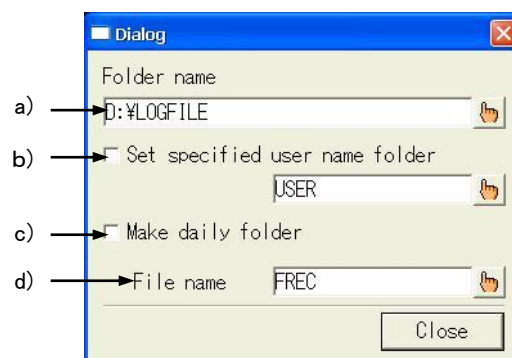 Dialog
Folder name
a) D:¥LOGFILE
b) Set specified user name folder
USER
c) Make daily folder
d) File name FREC
Close